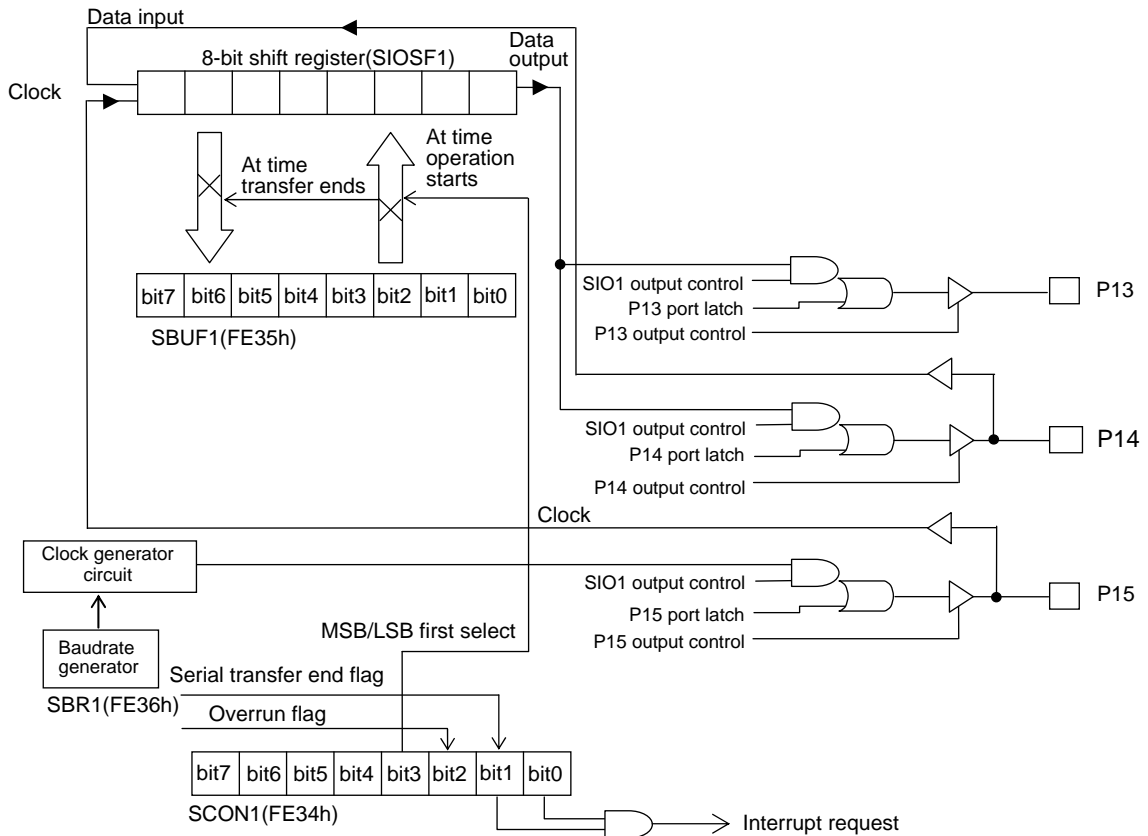 Data input
8-bit shift register(SIOSF1)
Data
output
Clock
At time
transfer ends
At time
operation
starts
bit7 bit6 bit5 bit4 bit3 bit2 bit1 bit0
SBUF1(FE35h)
SIO1 output control
P13 port latch
P13 output control
P13
SIO1 output control
P14 port latch
P14 output control
P14
Clock
Clock generator
circuit
SIO1 output control
P15 port latch
P15 output control
P15
Baudrate
generator
SBR1(FE36h)
MSB/LSB first select
Serial transfer end flag
Overrun flag
bit7 bit6 bit5 bit4 bit3 bit2 bit1 bit0
SCON1(FE34h)
Interrupt request